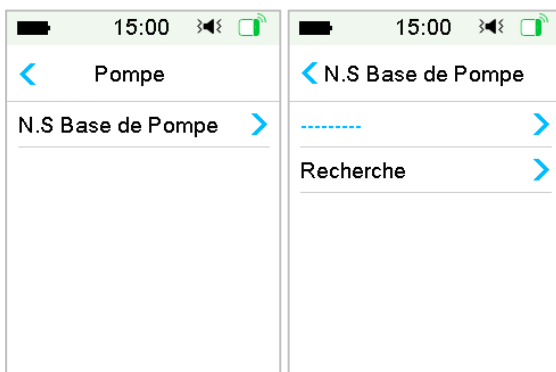 15:00
Pompe
N.S Base de Pompe
15:00
N.S Base de Pompe
---------
Recherche